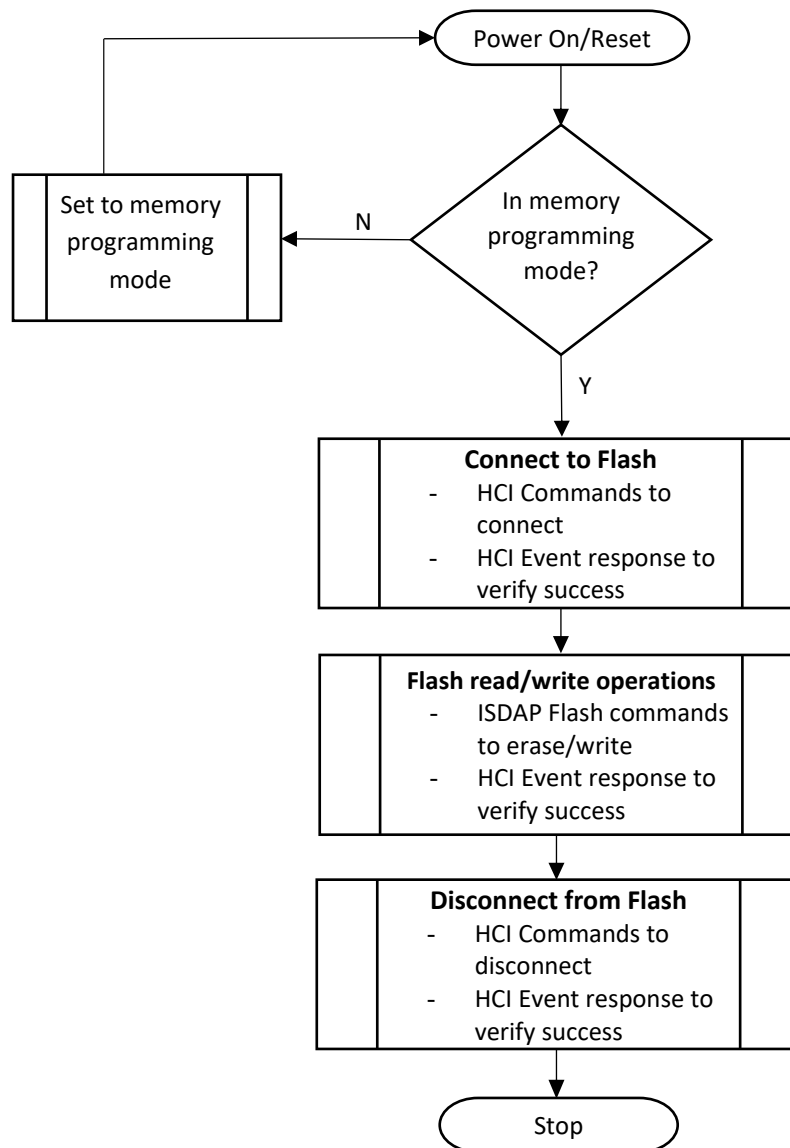 Power On/Reset
In memory
programming
mode?
N
Set to memory
programming
mode
Y
Connect to Flash
- HCI Commands to
connect
- HCI Event response to
verify success
Flash read/write operations
- ISDAP Flash commands
to erase/write
- HCI Event response to
verify success
Disconnect from Flash
- HCI Commands to
disconnect
- HCI Event response to
verify success
Stop